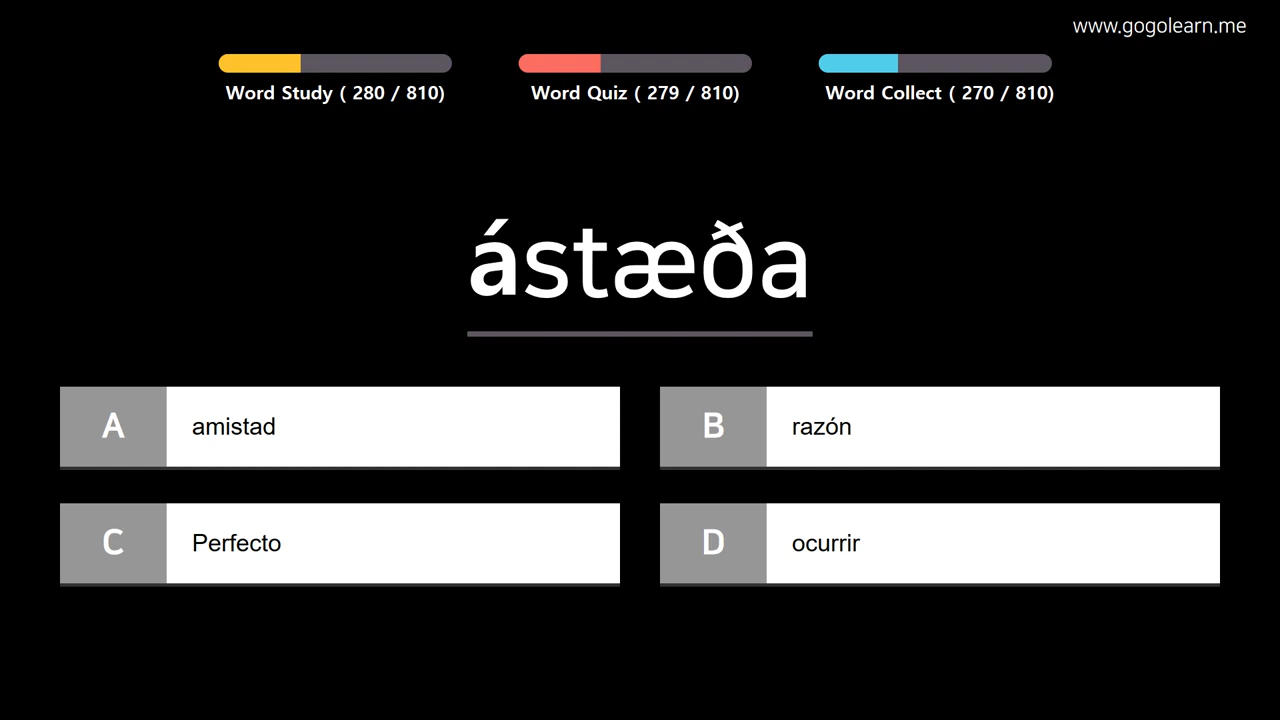 www.gogolearn.me
Word Study ( 280 / 810)
Word Quiz ( 279 / 810)
Word Collect ( 270 / 810)
ástæða
A
amistad
B
razón
C
Perfecto
D
ocurrir